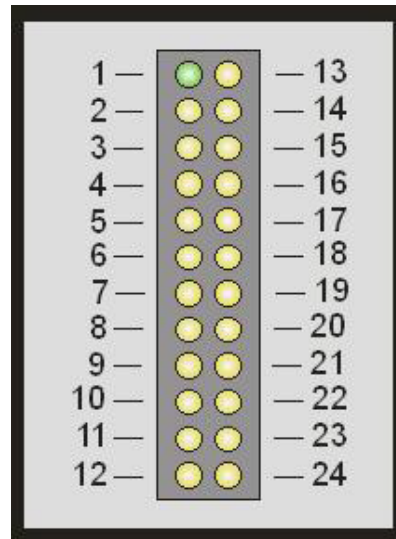 1 — — 13
2 — — 14
3 — — 15
4 — — 16
5 — — 17
6 — — 18
7 — — 19
8 — — 20
9 — — 21
10 — — 22
11 — — 23
12 — — 24